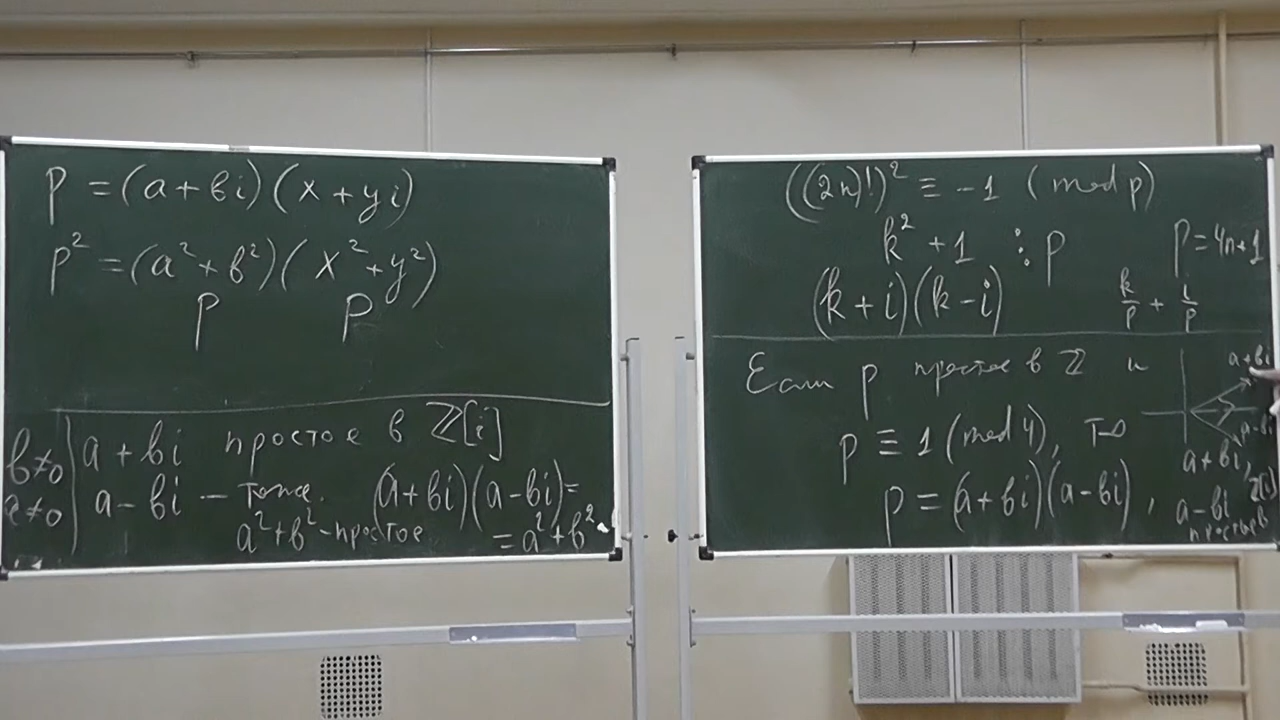 p = (a + bi)(x + yi)
p² = (a² + b²)(x² + y²)
p p
b≠0 a + bi простое в ℤ[i]
a≠0 a − bi — тоже. (a + bi)(a − bi) =
a² + b² - простое = a² + b²
((2n)!)² ≡ −1 (mod p)
k² + 1 ⋮ p p = 4n+1
(k + i)(k − i) k/p + i/p
Если p простое в ℤ и
a + bi
a − bi
p ≡ 1 (mod 4), то
p = (a + bi)(a − bi),
a + bi,
a − bi
простые в ℤ[i]